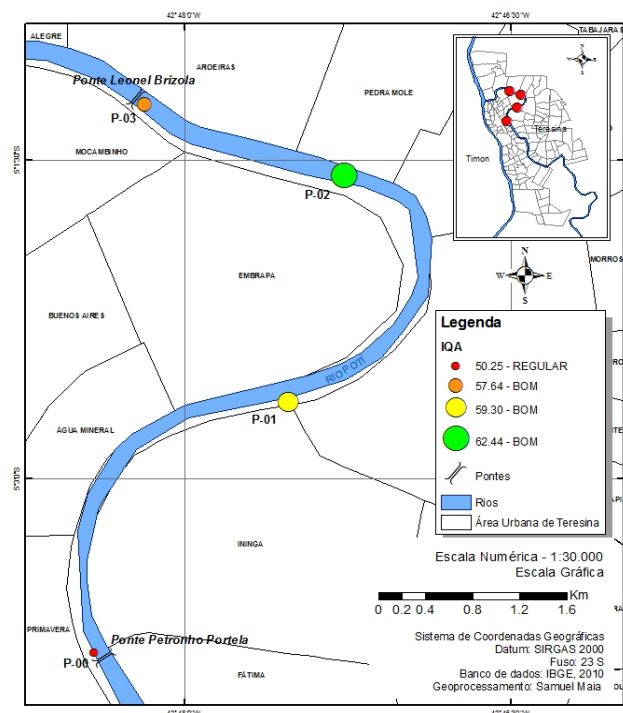 42°48'0"W
42°46'30"W
ALEGRE
TABAJARAS
Ponte Leonel Brizola
AROEIRAS
PEDRA MOLE
P-03
MOCAMBINHO
Teresina
Timon
P-02
N
W
E
S
MORROS
EMBRAPA
BUENOS AIRES
RIO POTI
P-01
ÁGUA MINERAL
ININGA
PRIMAVERA
Ponte Petronho Portela
P-00
FÁTIMA
Legenda
IQA
50.25 - REGULAR
57.64 - BOM
59.30 - BOM
62.44 - BOM
Pontes
Rios
Área Urbana de Teresina
Escala Numérica - 1:30.000
Escala Gráfica
Km
0 0.2 0.4 0.8 1.2 1.6
Sistema de Coordenadas Geográficas
Datum: SIRGAS 2000
Fuso: 23 S
Banco de dados: IBGE, 2010
Geoprocessamento: Samuel Maia